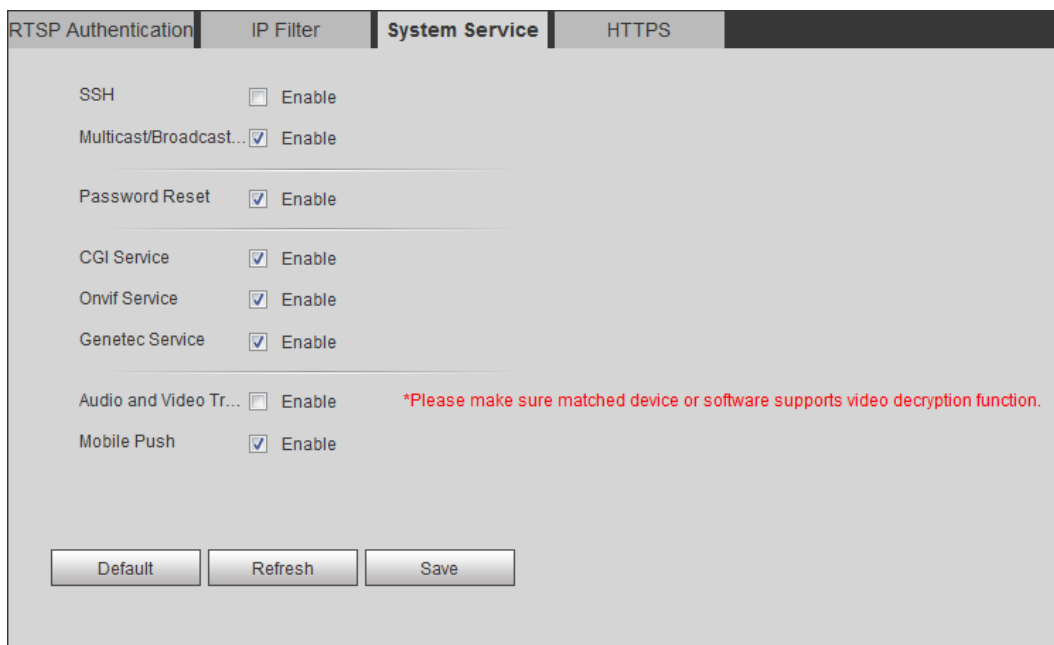 RTSP Authentication IP Filter System Service HTTPS
SSH Enable
Multicast/Broadcast... Enable
Password Reset Enable
CGI Service Enable
Onvif Service Enable
Genetec Service Enable
Audio and Video Tr... Enable *Please make sure matched device or software supports video decryption function.
Mobile Push Enable
Default Refresh Save